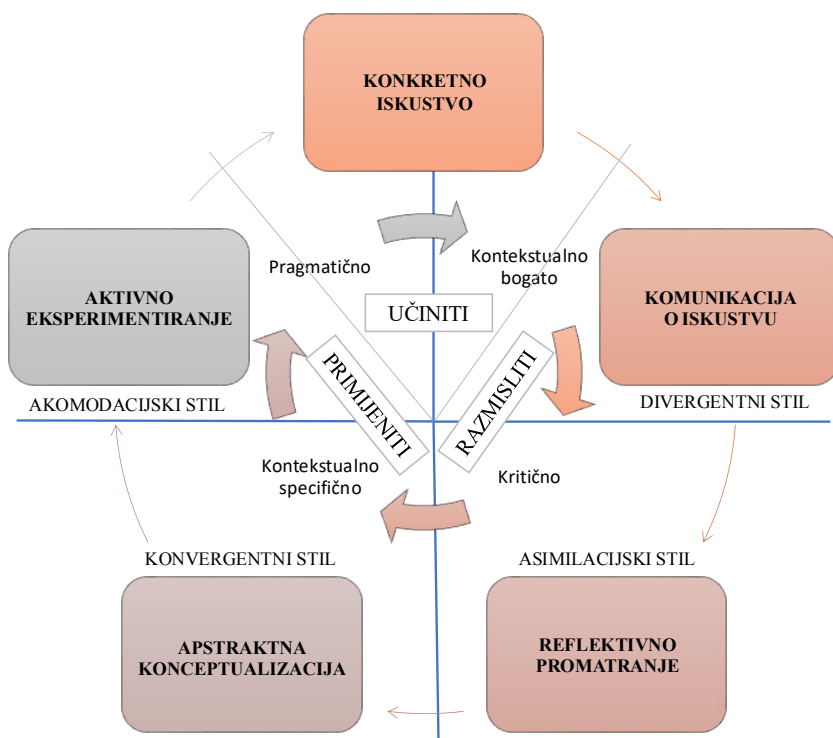 KONKRETNO
ISKUSTVO
Pragmatično
Kontekstualno
bogato
AKTIVNO
EKSPERIMENTIRANJE
UČINITI
KOMUNIKACIJA
O ISKUSTVU
PRIMIJENITI
RAZMISLITI
AKOMODACIJSKI STIL
DIVERGENTNI STIL
Kontekstualno
specifično
Kritično
KONVERGENTNI STIL
ASIMILACIJSKI STIL
APSTRAKTNA
KONCEPTUALIZACIJA
REFLEKTIVNO
PROMATRANJE